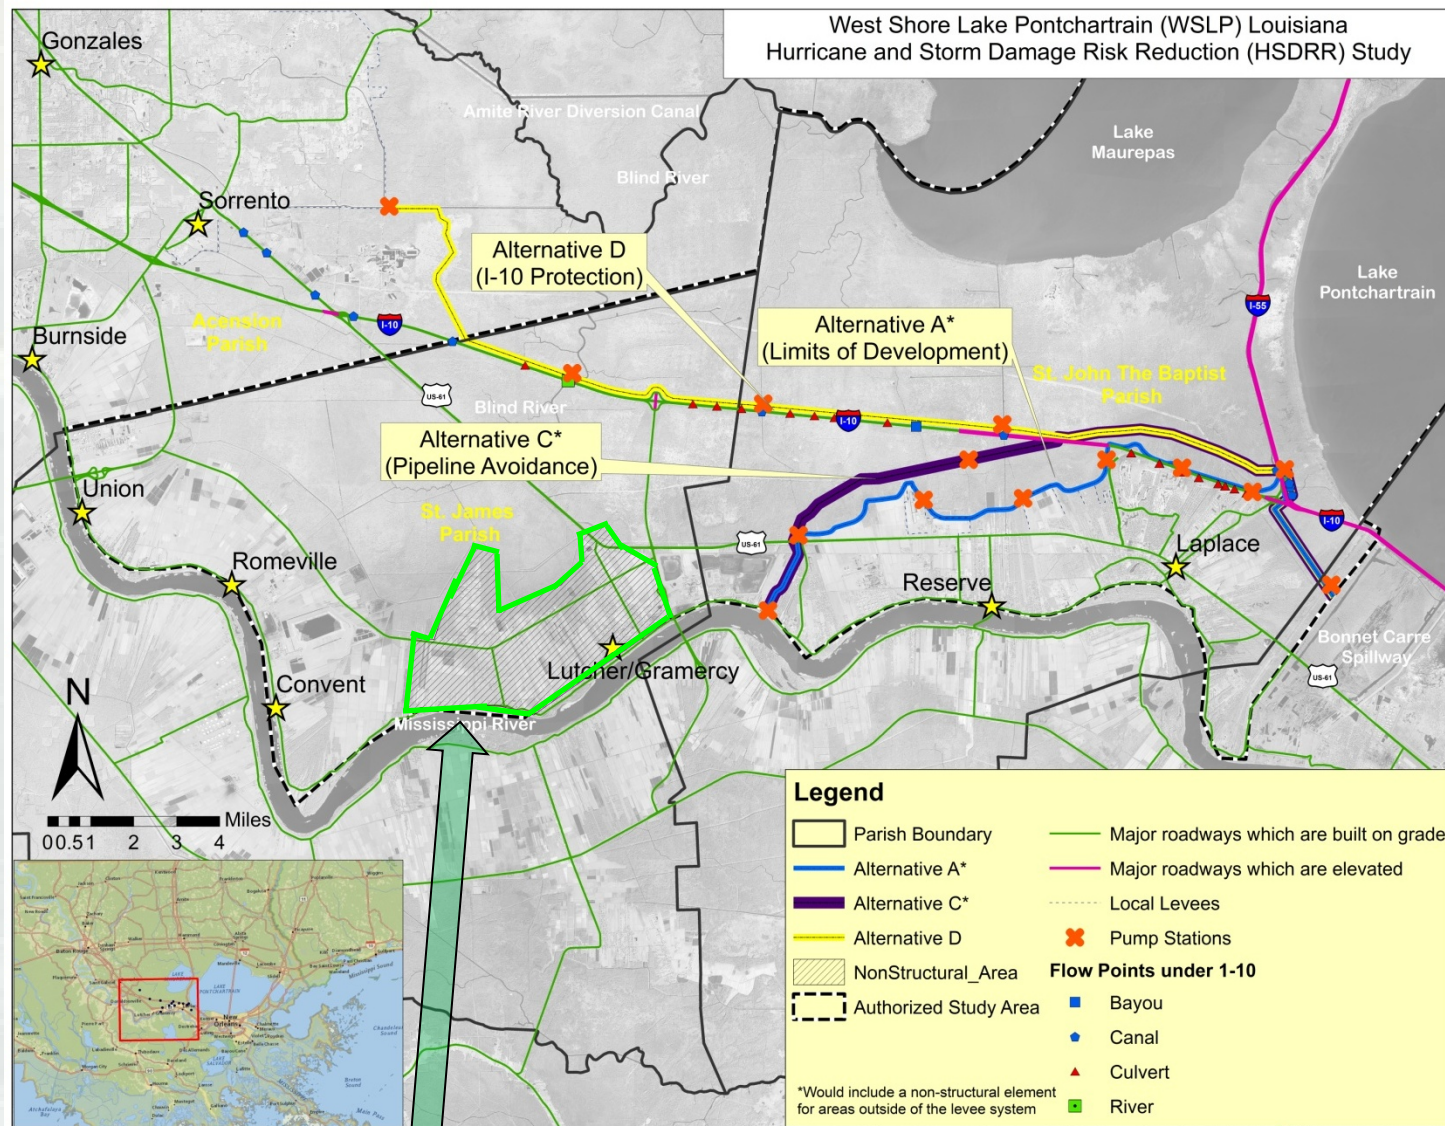 West Shore Lake Pontchartrain (WSLP) Louisiana
Hurricane and Storm Damage Risk Reduction (HSDRR) Study
Gonzales
Amite River Diversion Canal
Lake
Maurepas
Blind River
Sorrento
Alternative D
(I-10 Protection)
Lake
Pontchartrain
I-55
Acension
Parish
I-10
Alternative A*
(Limits of Development)
Burnside
St. John The Baptist
Parish
US-61
Blind River
I-10
Alternative C*
(Pipeline Avoidance)
Union
St. James
Parish
I-10
US-61
Laplace
Romeville
Reserve
Bonnet Carre
Spillway
Lutcher/Gramercy
US-61
Convent
N
Mississippi River
Miles
0 0.5 1 2 3 4
Legend
Parish Boundary
Alternative A*
Alternative C*
Alternative D
NonStructural_Area
Authorized Study Area
*Would include a non-structural element
for areas outside of the levee system
Major roadways which are built on grade
Major roadways which are elevated
Local Levees
Pump Stations
Flow Points under 1-10
Bayou
Canal
Culvert
River
New
Orleans